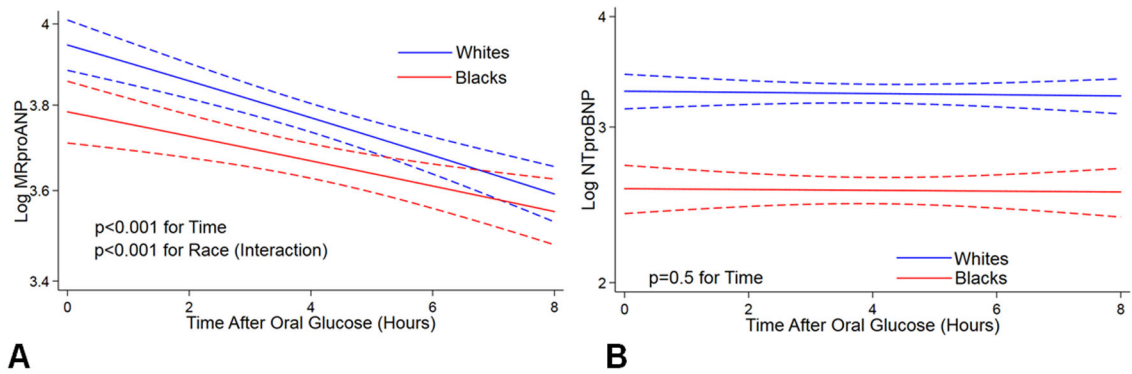 4
3.8
3.6
3.4
Log MRproANP
Whites
Blacks
p<0.001 for Time
p<0.001 for Race (Interaction)
0 2 4 6 8
Time After Oral Glucose (Hours)
A
4
3
2
Log NTproBNP
Whites
Blacks
p=0.5 for Time
0 2 4 6 8
Time After Oral Glucose (Hours)
B